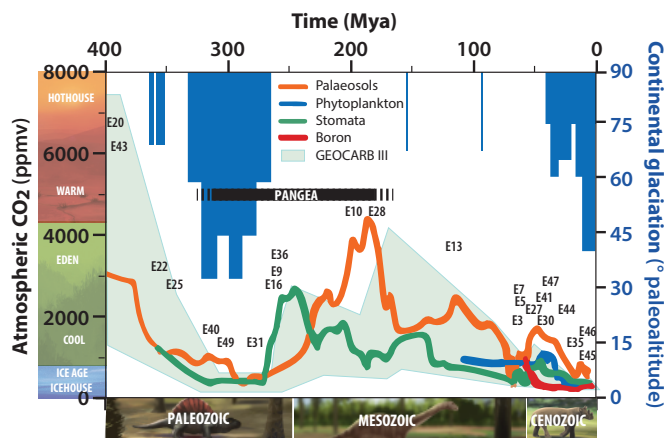 Time (Mya)
400 300 200 100 0
8000
6000
4000
2000
0
Atmospheric CO2 (ppmv)
HOTHOUSE
WARM
EDEN
COOL
ICE AGE
ICEHOUSE
90
75
60
45
30
15
0
Continental glaciation (°palaeoaltitude)
Palaeosols
Phytoplankton
Stomata
Boron
GEOCARB III
PANGEA
E20
E43
E22
E25
E40
E49
E31
E36
E9
E16
E10 E28
E13
E7
E5
E3
E47
E41
E27
E30
E44
E35
E46
E45
PALEOZOIC MESOZOIC CENOZOIC